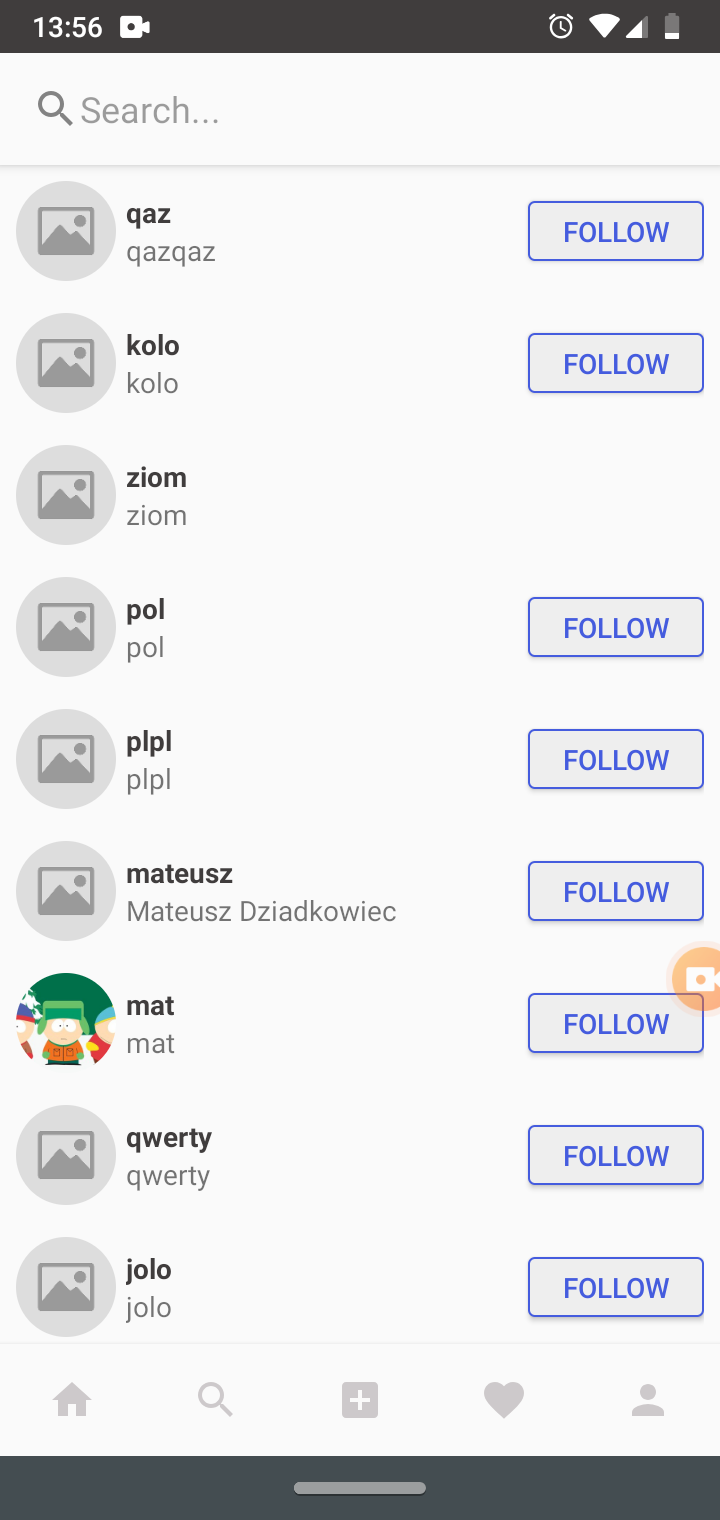 13:56
Search...
qaz
qazqaz
FOLLOW
kolo
kolo
FOLLOW
ziom
ziom
pol
pol
FOLLOW
plpl
plpl
FOLLOW
mateusz
Mateusz Dziadkowiec
FOLLOW
mat
mat
FOLLOW
qwerty
qwerty
FOLLOW
jolo
jolo
FOLLOW